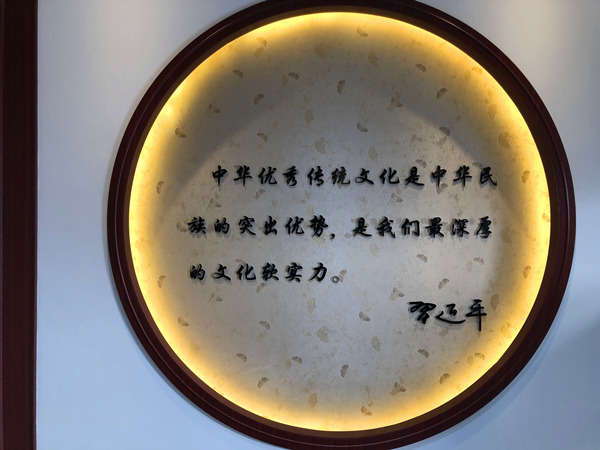 中华优秀传统文化是中华民
族的突出优势，是我们最深厚
的文化软实力。
习近平